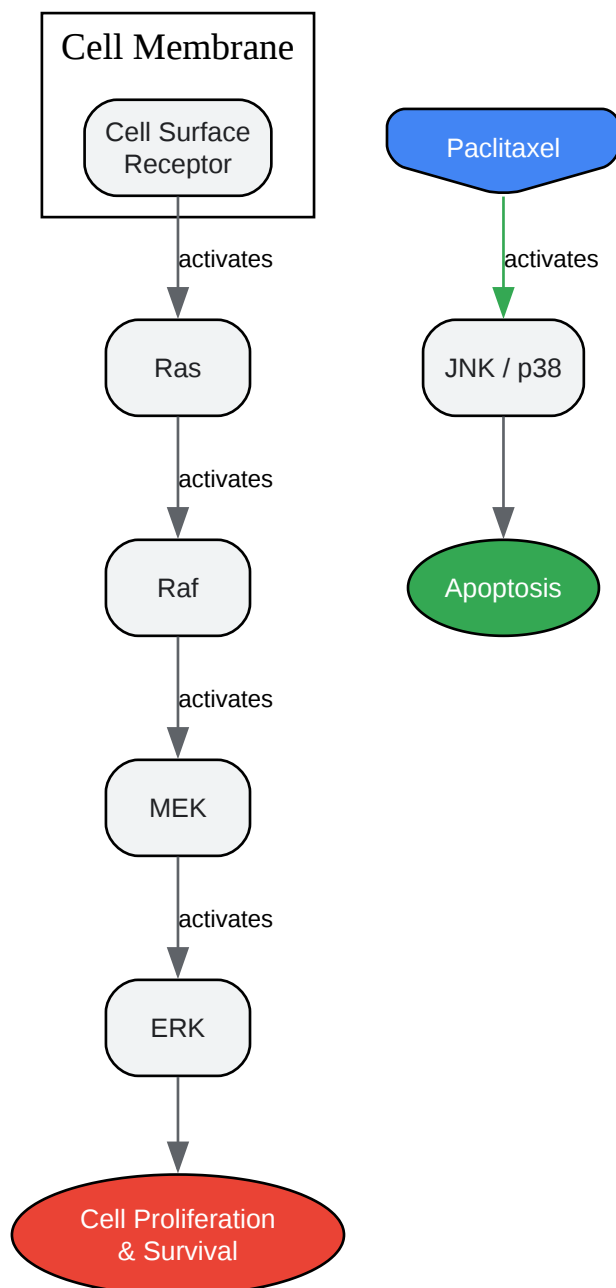 Cell Membrane
Cell Surface
Receptor
activates
Ras
activates
Raf
activates
MEK
activates
ERK
Cell Proliferation
& Survival
Paclitaxel
activates
JNK / p38
Apoptosis